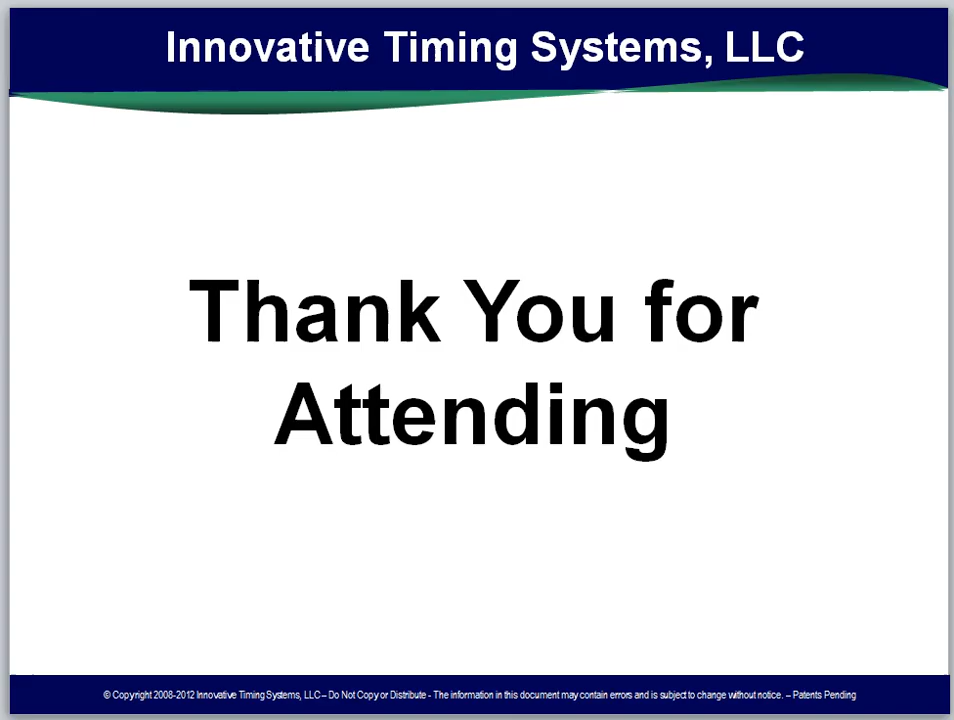 Innovative Timing Systems, LLC
Thank You for
Attending
© Copyright 2008-2012 Innovative Timing Systems, LLC – Do Not Copy or Distribute - The information in this document may contain errors and is subject to change without notice. – Patents Pending